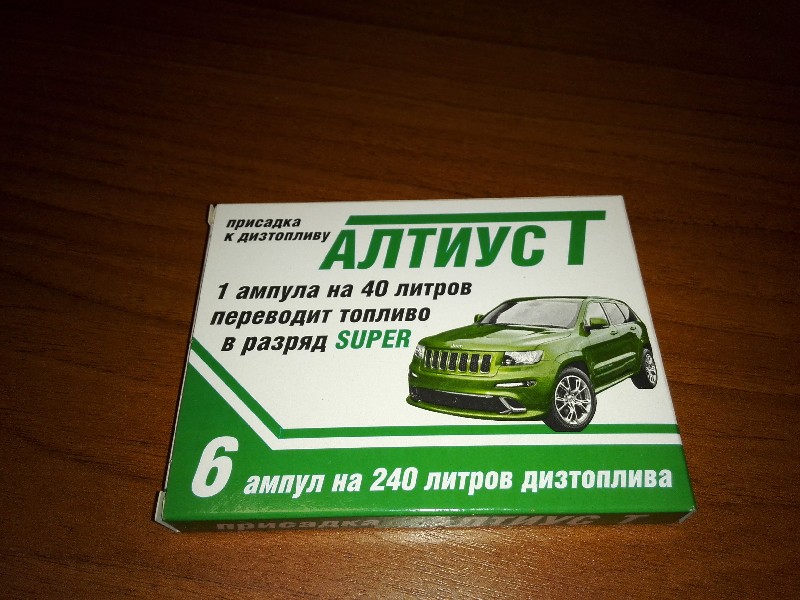 присадка
к дизтопливу
АЛТИУС Т
1 ампула на 40 литров
переводит топливо
в разряд SUPER
6 ампул на 240 литров дизтоплива
присадка АЛТИУС Т